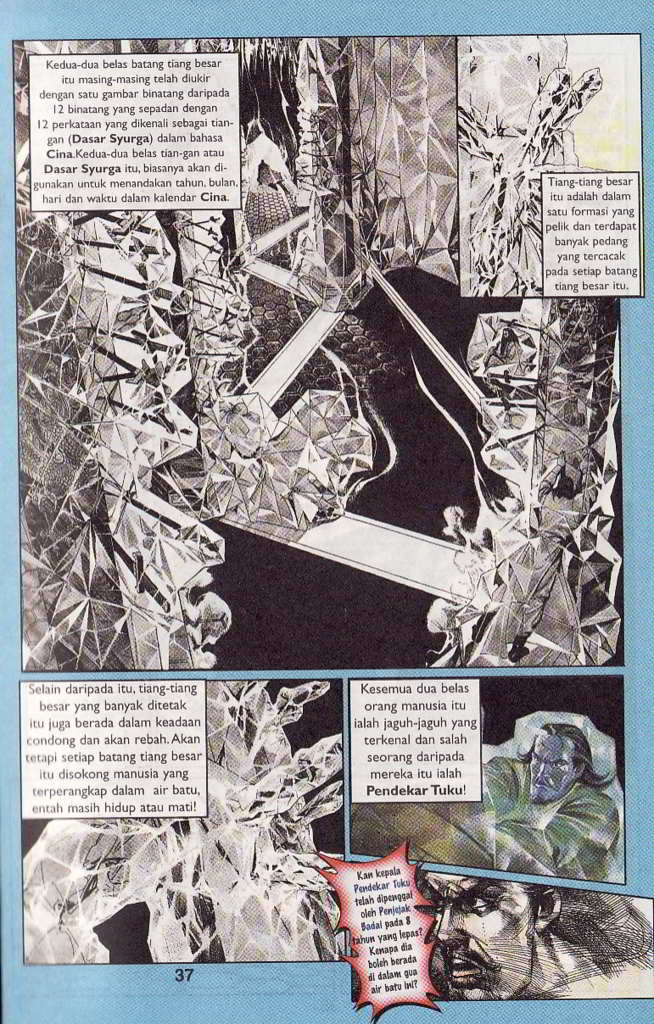 Kedua-dua belas batang tiang besar
itu masing-masing telah diukir
dengan satu gambar binatang daripada
12 binatang yang sepadan dengan
12 perkataan yang dikenali sebagai tian-
gan (Dasar Syurga) dalam bahasa
Cina.Kedua-dua belas tian-gan atau
Dasar Syurga itu, biasanya akan di-
gunakan untuk menandakan tahun, bulan,
hari dan waktu dalam kalendar Cina.
Tiang-tiang besar
itu adalah dalam
satu formasi yang
pelik dan terdapat
banyak pedang
yang tercacak
pada setiap batang
tiang besar itu.
Selain daripada itu, tiang-tiang
besar yang banyak ditetak
itu juga berada dalam keadaan
condong dan akan rebah. Akan
tetapi setiap batang tiang besar
itu disokong manusia yang
terperangkap dalam air batu,
entah masih hidup atau mati!
Kesemua dua belas
orang manusia itu
ialah jaguh-jaguh yang
terkenal dan salah
seorang daripada
mereka itu ialah
Pendekar Tuku!
Kan kepala
Pendekar Tuku
telah dipenggal
oleh Penjejak
Badai pada 8
tahun yang lepas?
Kenapa dia
boleh berada
di dalam gua
air batu ini?
37